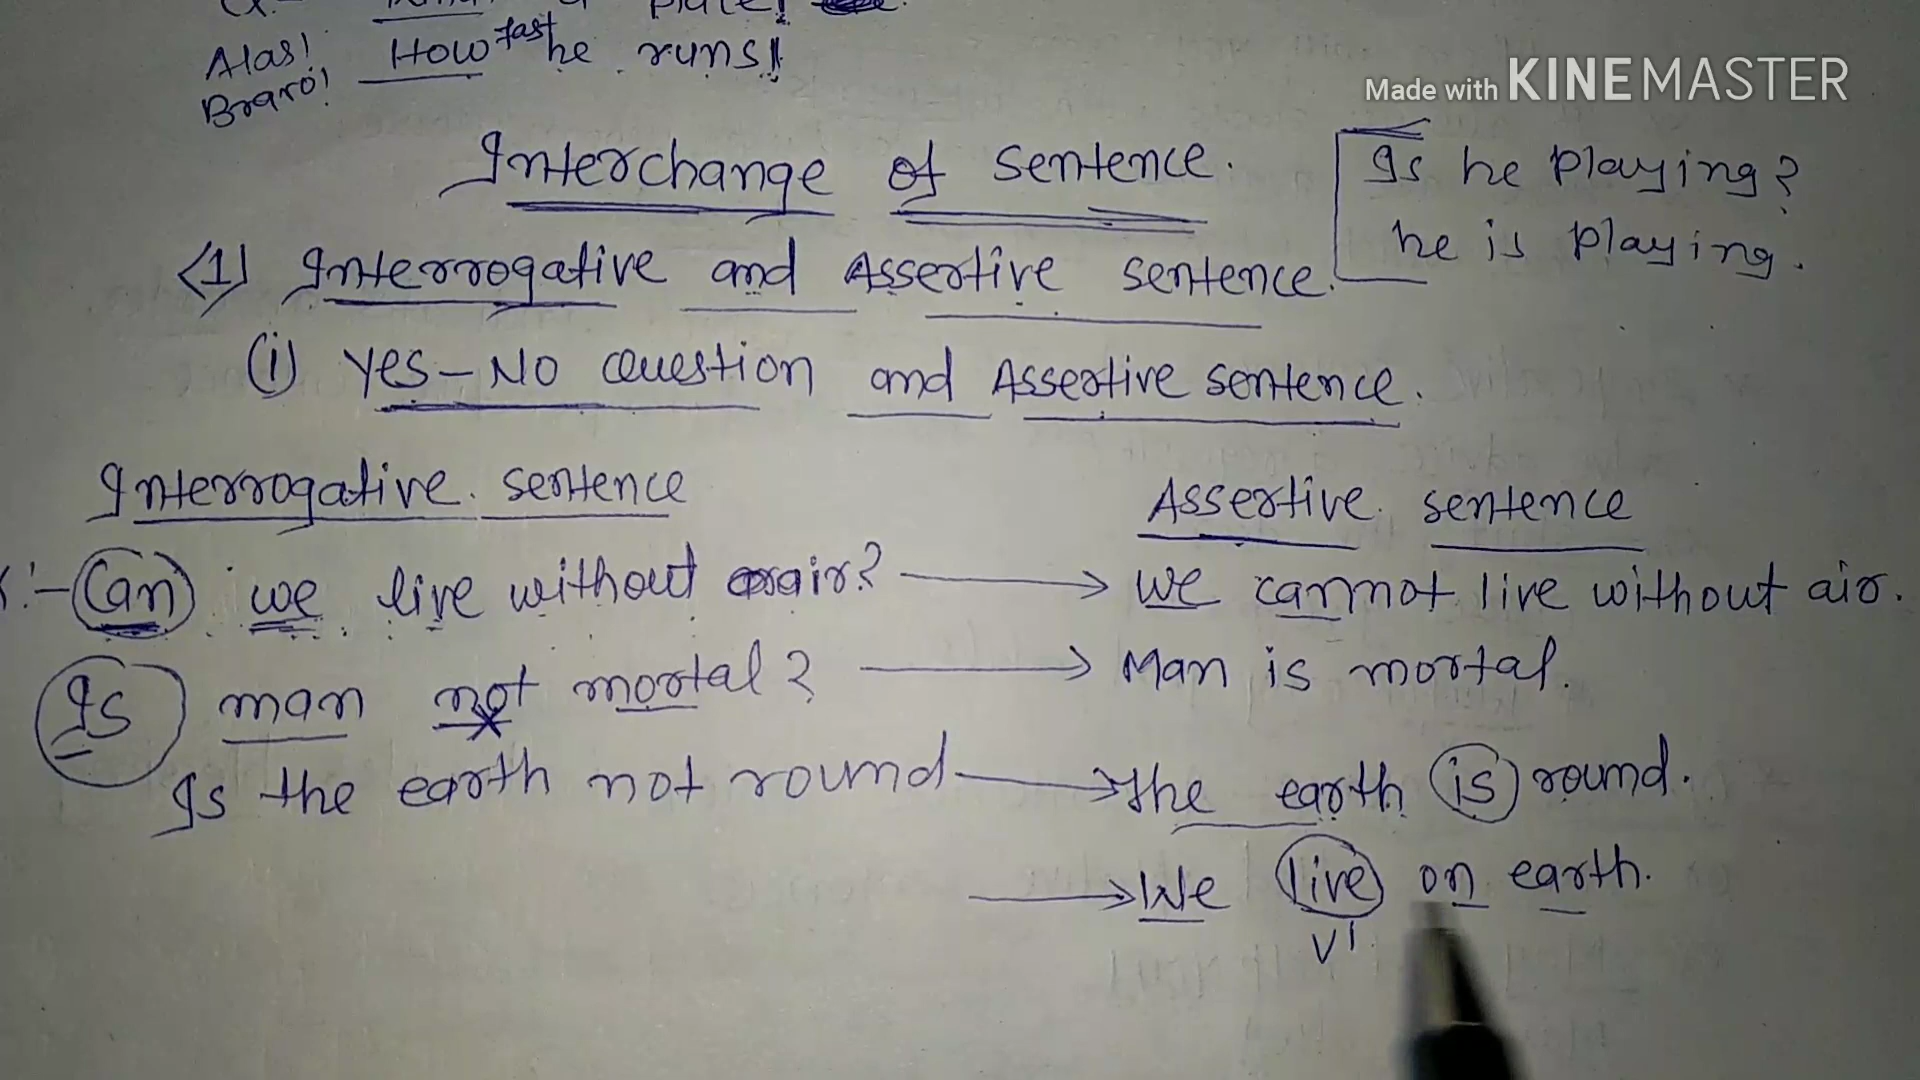 a place!
Alas! How fast he runs!
Bravo!
Made with KINEMASTER
Interchange of sentence.
Is he playing?
he is playing.
(1) Interrogative and Assertive sentence.
(i) Yes-No Question and Assertive sentence.
Interrogative sentence
Assertive sentence
:- Can we live without air? → We cannot live without air.
Is man not mortal? → Man is mortal.
Is the earth not round → The earth is round.
→ We live on earth.
V1